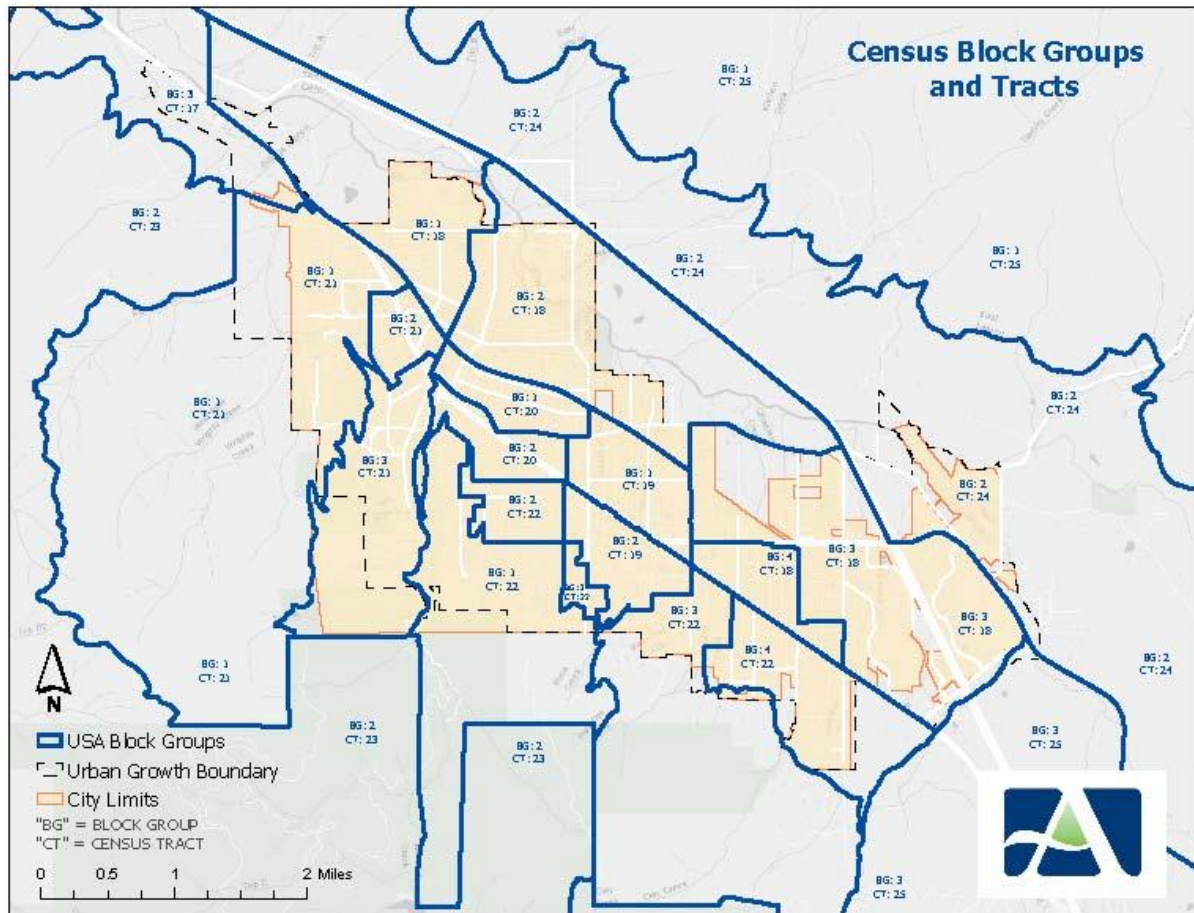 Census Block Groups
and Tracts
BG: 1
CT: 25
BG: 3
CT: 17
BG: 2
CT: 24
BG: 2
CT: 23
BG: 1
CT: 18
BG: 2
CT: 24
BG: 1
CT: 25
BG: 1
CT: 21
BG: 2
CT: 18
BG: 2
CT: 21
BG: 1
CT: 21
BG: 1
CT: 20
BG: 2
CT: 24
BG: 2
CT: 20
BG: 3
CT: 21
BG: 1
CT: 19
BG: 2
CT: 24
BG: 2
CT: 22
BG: 2
CT: 19
BG: 4
CT: 18
BG: 3
CT: 18
BG: 1
CT: 22
CT: 22
BG: 3
CT: 22
BG: 3
CT: 18
BG: 4
CT: 22
BG: 1
CT: 21
BG: 2
CT: 24
BG: 2
CT: 23
BG: 2
CT: 23
BG: 3
CT: 25
BG: 3
CT: 25
N
USA Block Groups
Urban Growth Boundary
City Limits
"BG" = BLOCK GROUP
"CT" = CENSUS TRACT
0 0.5 1 2 Miles